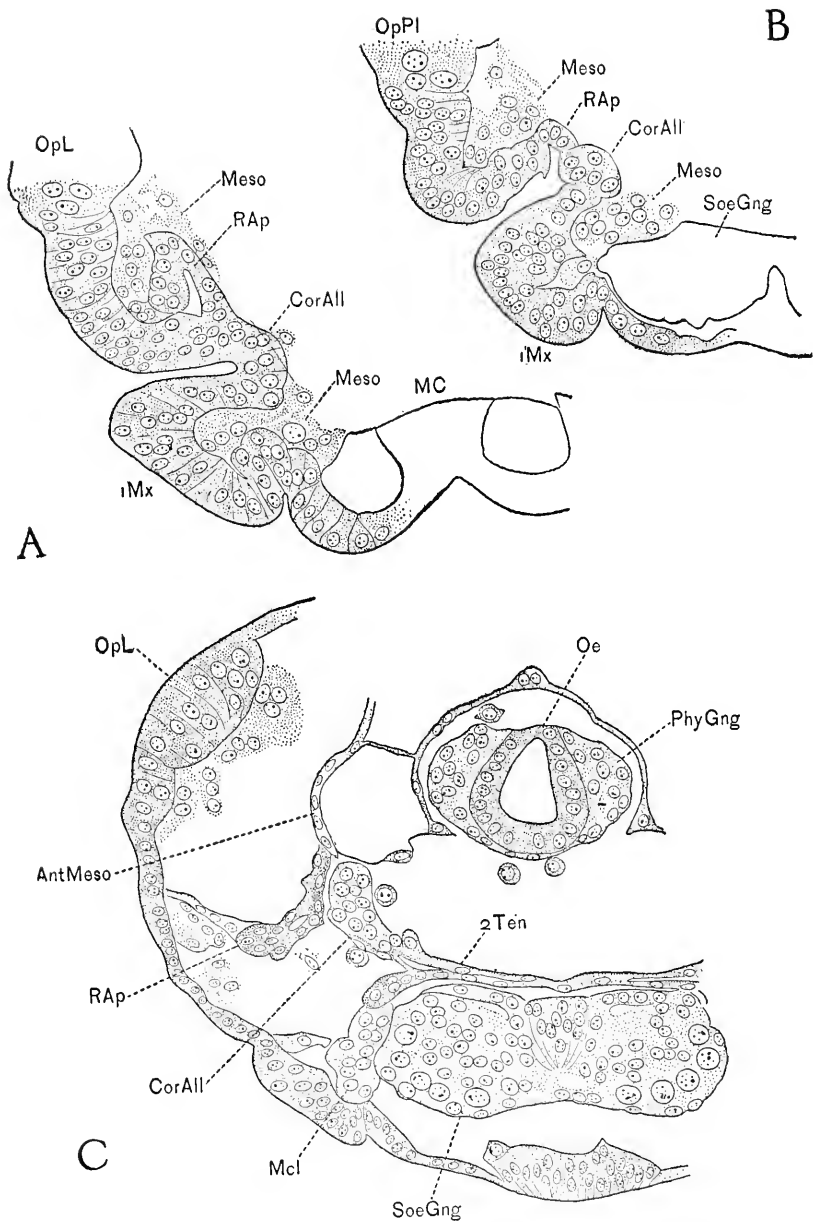 B
OpPl
Meso
RAp
CorAll
Meso
SoeGng
1Mx
OpL
Meso
RAp
CorAll
Meso
MC
1Mx
A
OpL
Oe
PhyGng
AntMeso
2Ten
RAp
CorAll
Mcl
C
SoeGng